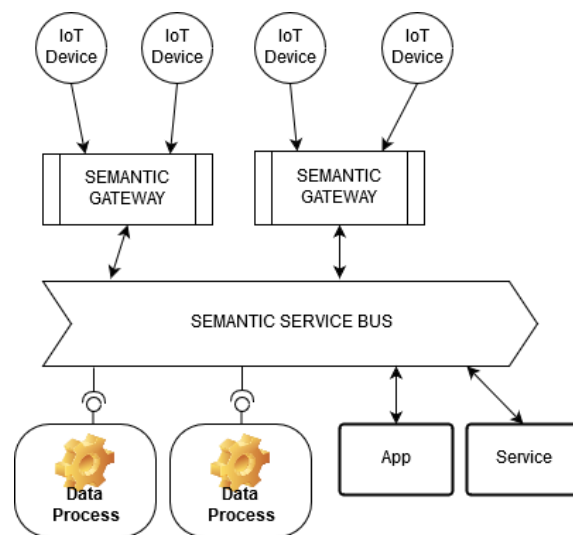 IoT
Device
IoT
Device
IoT
Device
IoT
Device
SEMANTIC
GATEWAY
SEMANTIC
GATEWAY
SEMANTIC SERVICE BUS
Data
Process
Data
Process
App
Service